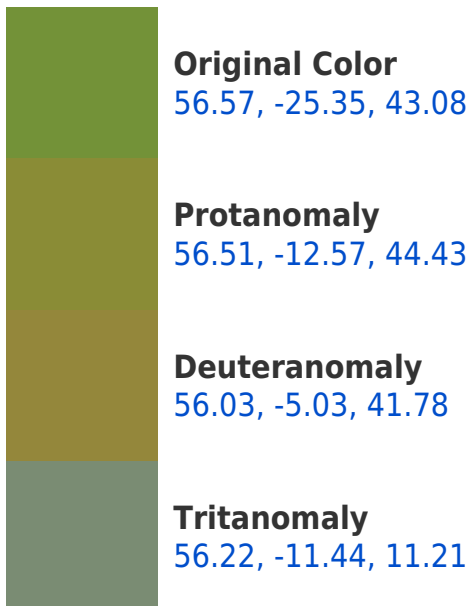 Original Color
56.57, -25.35, 43.08
Protanomaly
56.51, -12.57, 44.43
Deuteranomaly
56.03, -5.03, 41.78
Tritanomaly
56.22, -11.44, 11.21